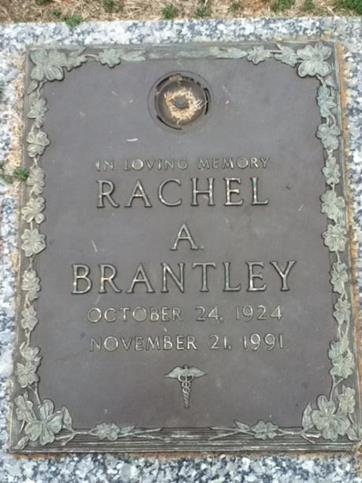 IN LOVING MEMORY
RACHEL
A.
BRANTLEY
OCTOBER 24, 1924
NOVEMBER 21, 1991